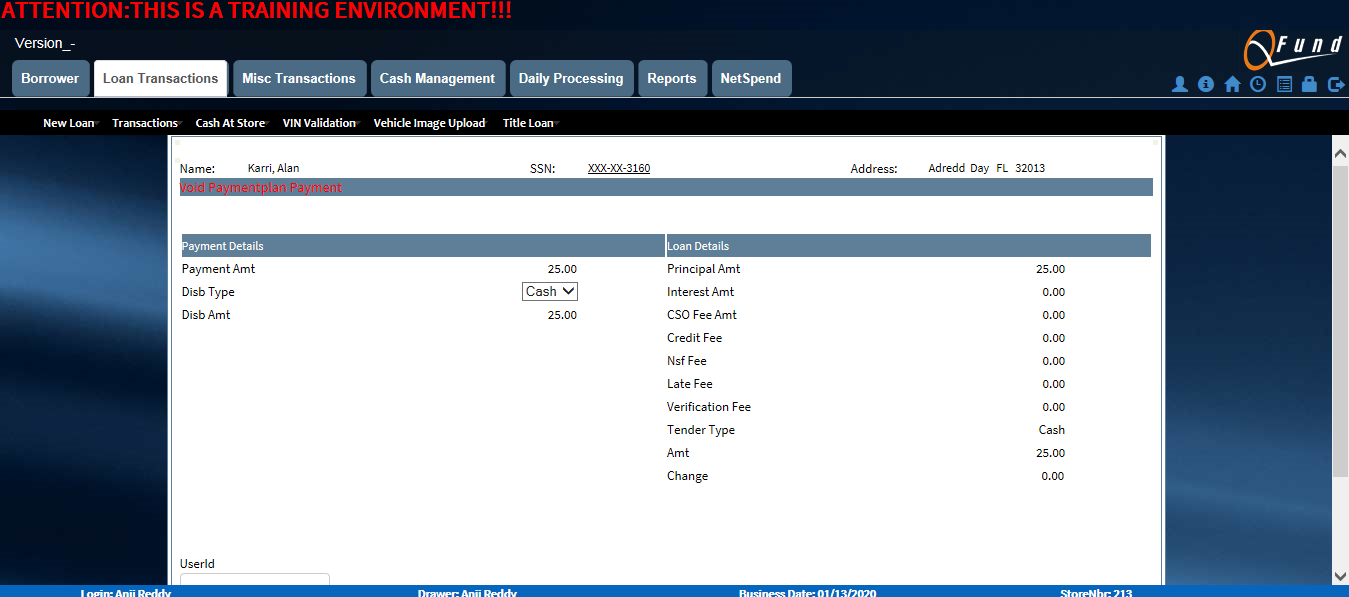 ATTENTION:THIS IS A TRAINING ENVIRONMENT!!!
Version_-
QFund
Borrower Loan Transactions Misc Transactions Cash Management Daily Processing Reports NetSpend
New Loan Transactions Cash At Store VIN Validation Vehicle Image Upload Title Loan
Name: Karri, Alan SSN: XXX-XX-3160 Address: Adredd Day FL 32013
Void Paymentplan Payment
Payment Details Loan Details
Payment Amt 25.00 Principal Amt 25.00
Disb Type Cash Interest Amt 0.00
Disb Amt 25.00 CSO Fee Amt 0.00
Credit Fee 0.00
Nsf Fee 0.00
Late Fee 0.00
Verification Fee 0.00
Tender Type Cash
Amt 25.00
Change 0.00
UserId
Login: Anji Reddy Drawer: Anji Reddy Business Date: 01/13/2020 StoreNbr: 213